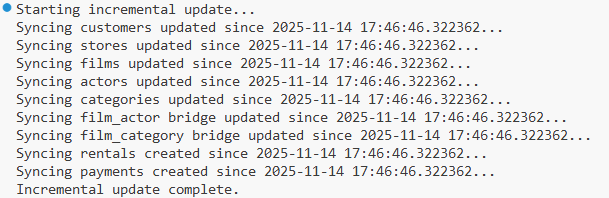 Starting incremental update...
Syncing customers updated since 2025-11-14 17:46:46.322362...
Syncing stores updated since 2025-11-14 17:46:46.322362...
Syncing films updated since 2025-11-14 17:46:46.322362...
Syncing actors updated since 2025-11-14 17:46:46.322362...
Syncing categories updated since 2025-11-14 17:46:46.322362...
Syncing film_actor bridge updated since 2025-11-14 17:46:46.322362...
Syncing film_category bridge updated since 2025-11-14 17:46:46.322362...
Syncing rentals created since 2025-11-14 17:46:46.322362...
Syncing payments created since 2025-11-14 17:46:46.322362...
Incremental update complete.